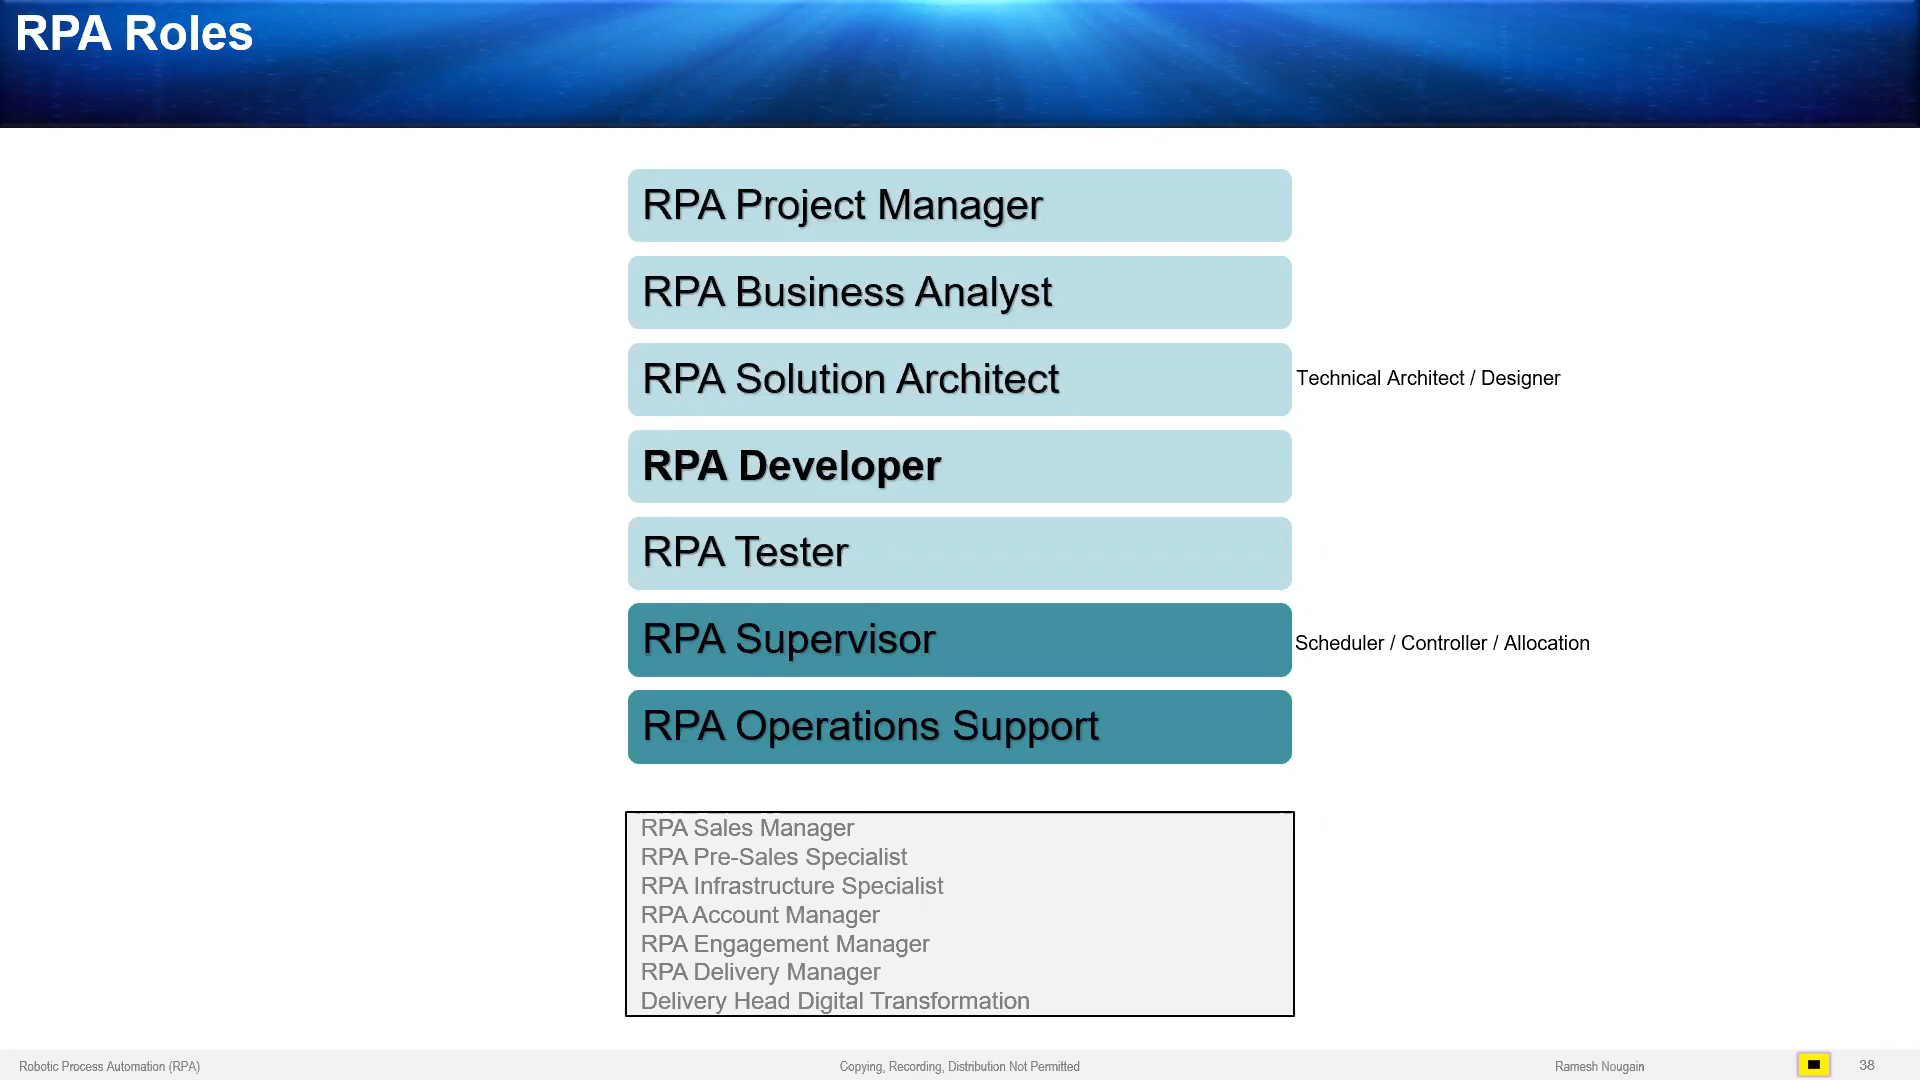 RPA Roles
RPA Project Manager
RPA Business Analyst
RPA Solution Architect
Technical Architect / Designer
RPA Developer
RPA Tester
RPA Supervisor
Scheduler / Controller / Allocation
RPA Operations Support
RPA Sales Manager
RPA Pre-Sales Specialist
RPA Infrastructure Specialist
RPA Account Manager
RPA Engagement Manager
RPA Delivery Manager
Delivery Head Digital Transformation
Robotic Process Automation (RPA)
Copying, Recording, Distribution Not Permitted
Ramesh Nougain
38